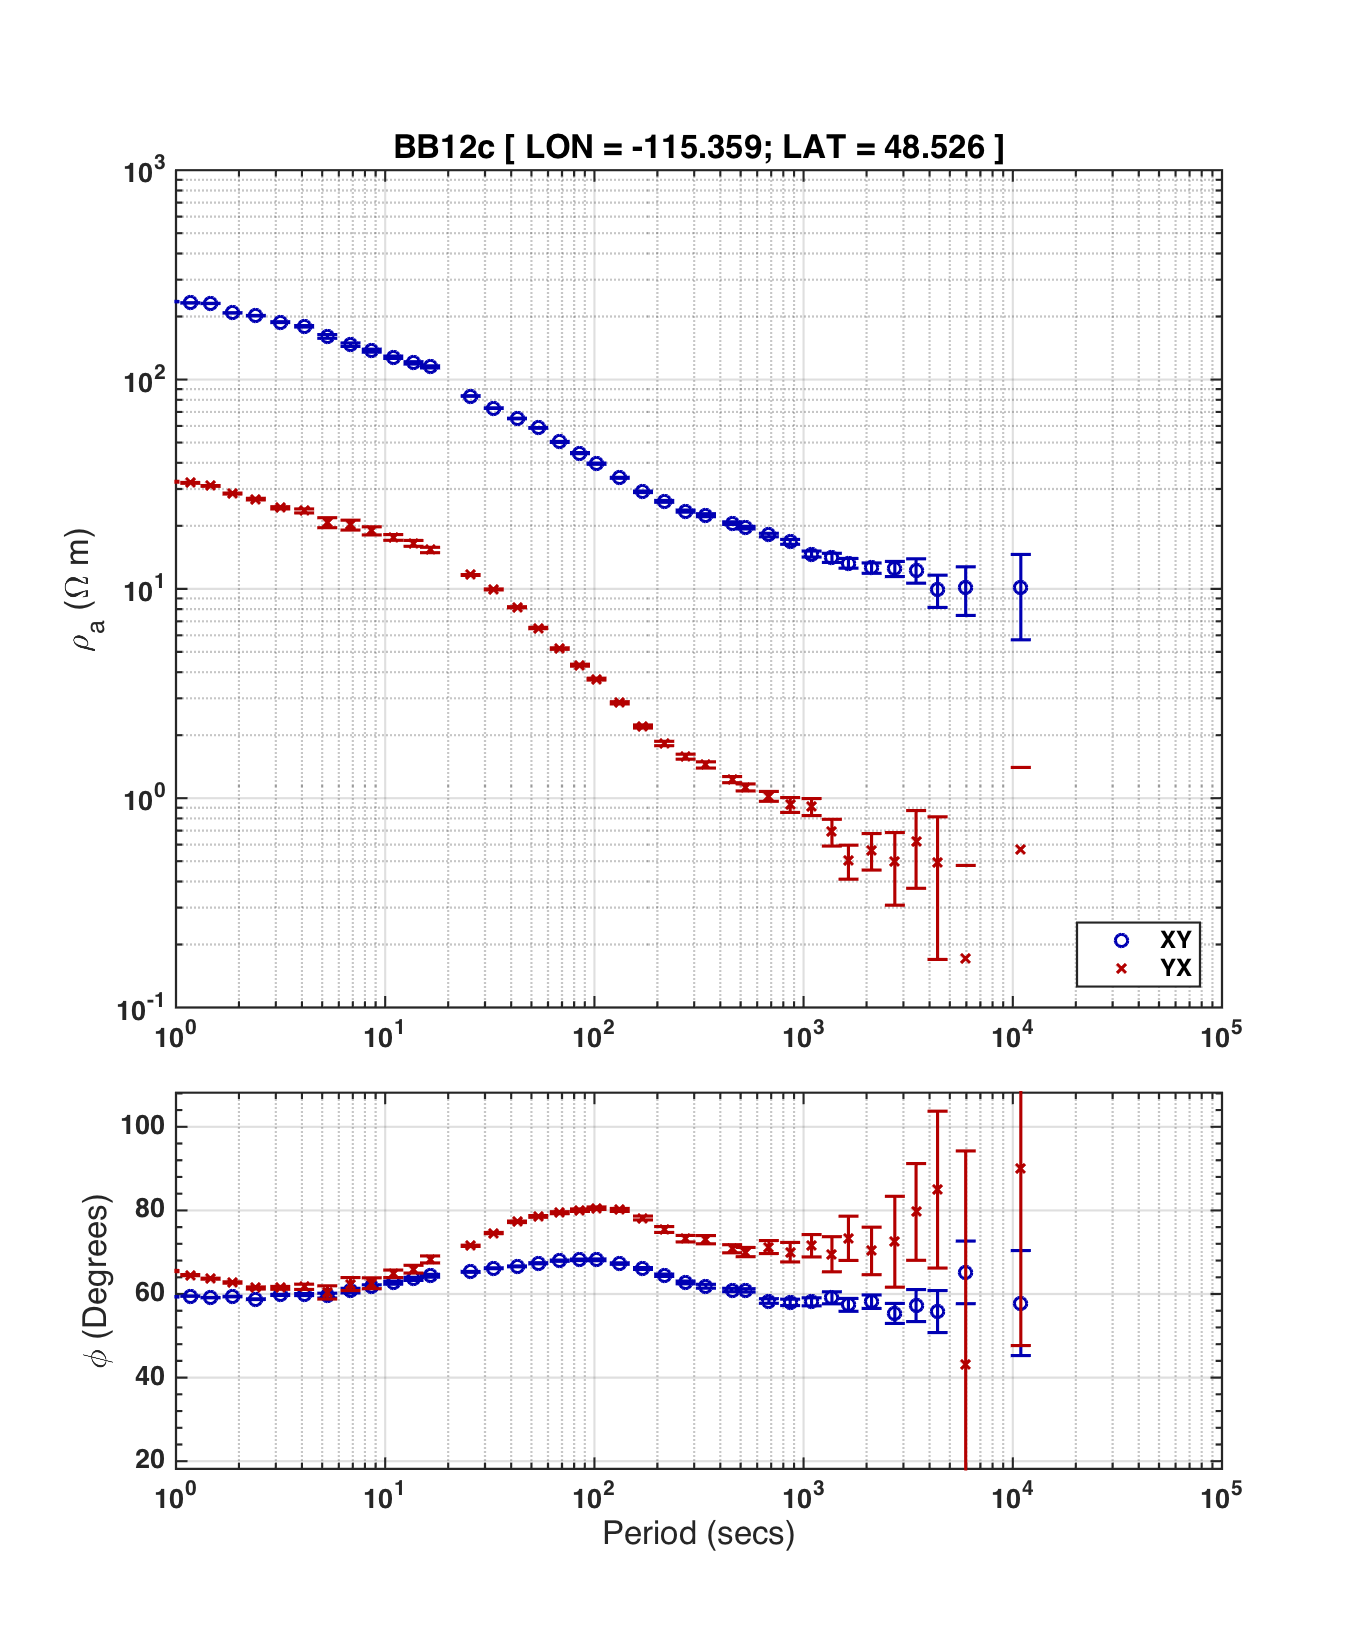 BB12c [ LON = -115.359; LAT = 48.526 ]
10^3
10^2
10^1
10^0
10^-1
ρa (Ω m)
XY
YX
10^0 10^1 10^2 10^3 10^4 10^5
100
80
60
40
20
ϕ (Degrees)
10^0 10^1 10^2 10^3 10^4 10^5
Period (secs)